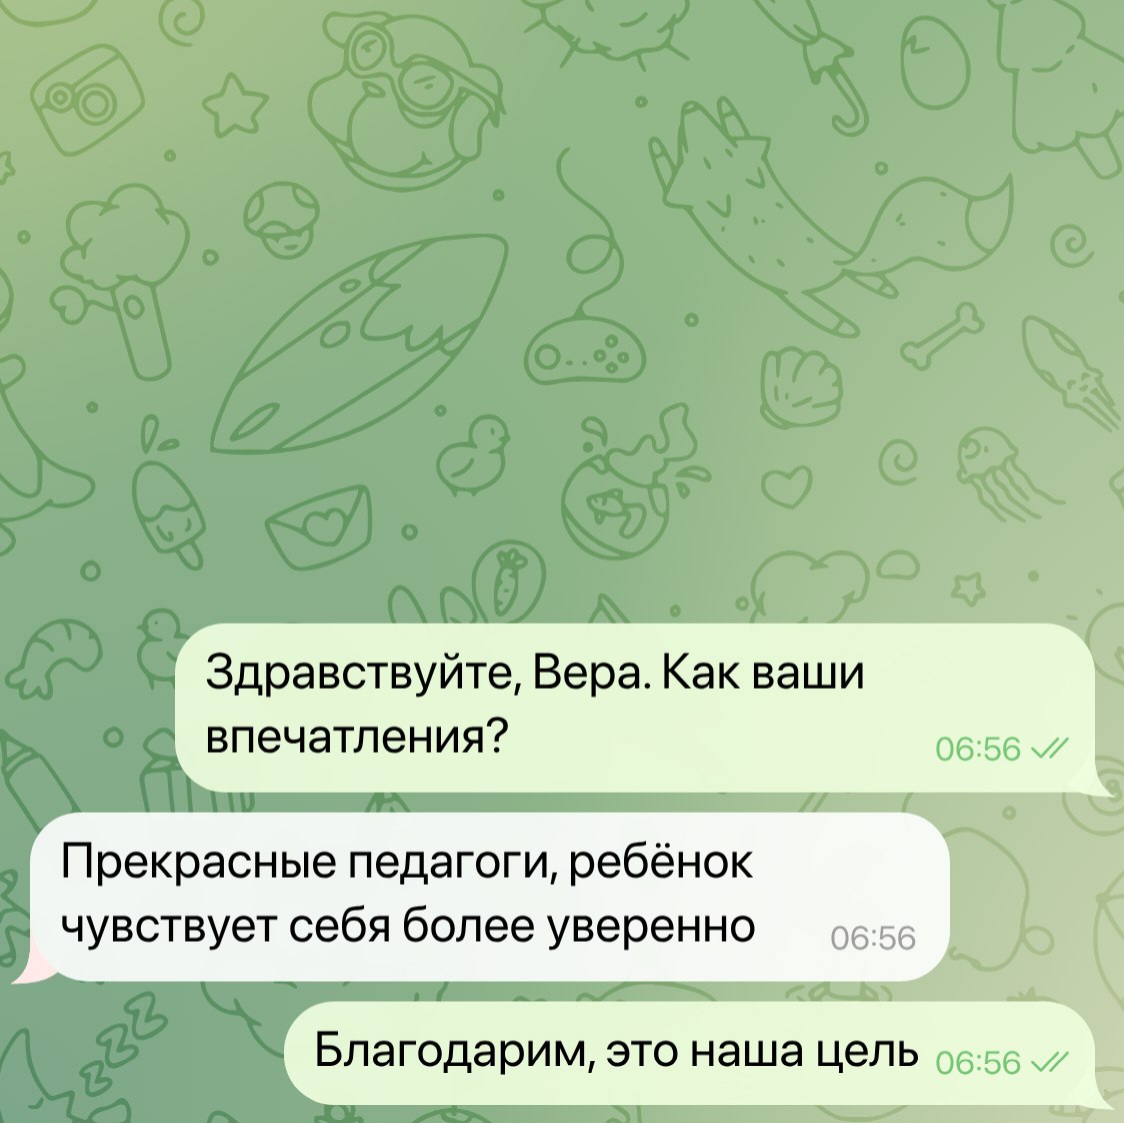 Здравствуйте, Вера. Как ваши
впечатления?
06:56
Прекрасные педагоги, ребёнок
чувствует себя более уверенно
06:56
Благодарим, это наша цель
06:56